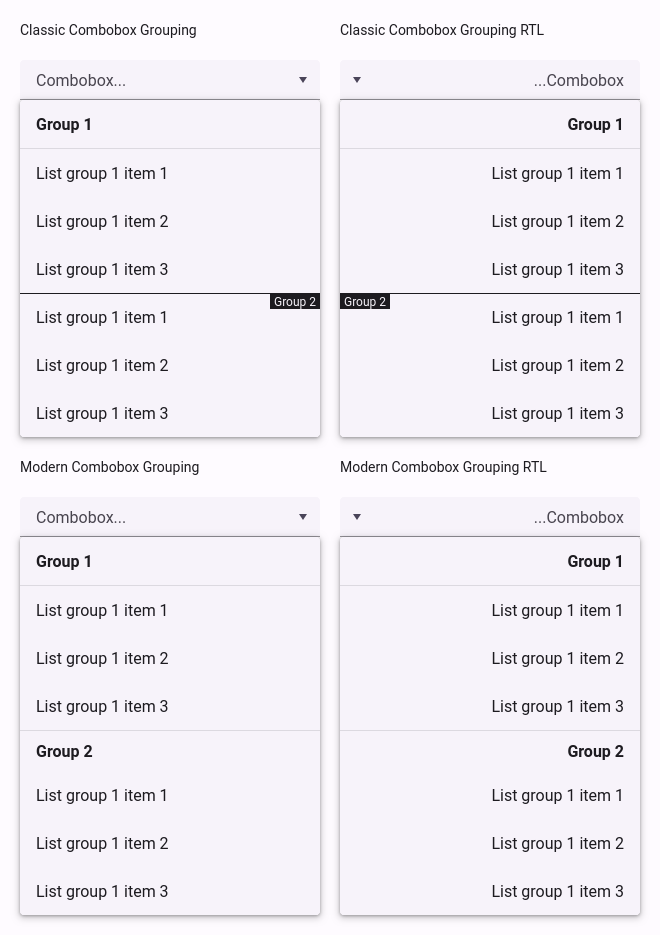 Classic Combobox Grouping
Combobox...
Group 1
List group 1 item 1
List group 1 item 2
List group 1 item 3
Group 2
List group 1 item 1
List group 1 item 2
List group 1 item 3
Classic Combobox Grouping RTL
...Combobox
Group 1
List group 1 item 1
List group 1 item 2
List group 1 item 3
Group 2
List group 1 item 1
List group 1 item 2
List group 1 item 3
Modern Combobox Grouping
Combobox...
Group 1
List group 1 item 1
List group 1 item 2
List group 1 item 3
Group 2
List group 1 item 1
List group 1 item 2
List group 1 item 3
Modern Combobox Grouping RTL
...Combobox
Group 1
List group 1 item 1
List group 1 item 2
List group 1 item 3
Group 2
List group 1 item 1
List group 1 item 2
List group 1 item 3